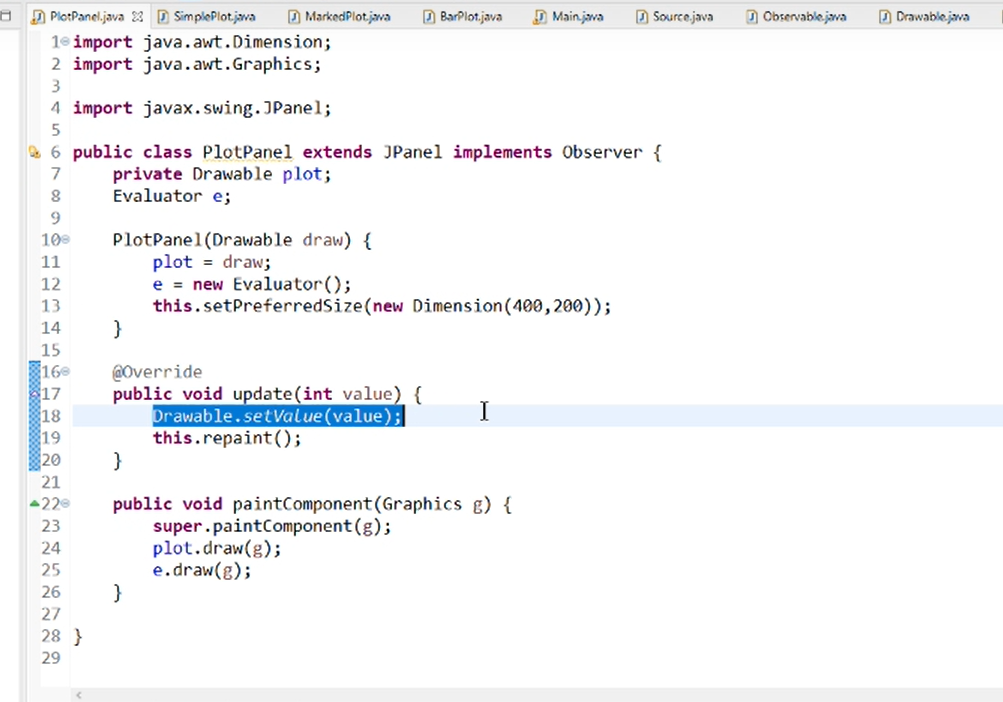 PlotPanel.java SimplePlot.java MarkedPlot.java BarPlot.java Main.java Source.java Observable.java Drawable.java
1 import java.awt.Dimension;
2 import java.awt.Graphics;
3
4 import javax.swing.JPanel;
5
6 public class PlotPanel extends JPanel implements Observer {
7     private Drawable plot;
8     Evaluator e;
9
10     PlotPanel(Drawable draw) {
11         plot = draw;
12         e = new Evaluator();
13         this.setPreferredSize(new Dimension(400,200));
14     }
15
16     @Override
17     public void update(int value) {
18         Drawable.setValue(value);
19         this.repaint();
20     }
21
22     public void paintComponent(Graphics g) {
23         super.paintComponent(g);
24         plot.draw(g);
25         e.draw(g);
26     }
27
28 }
29